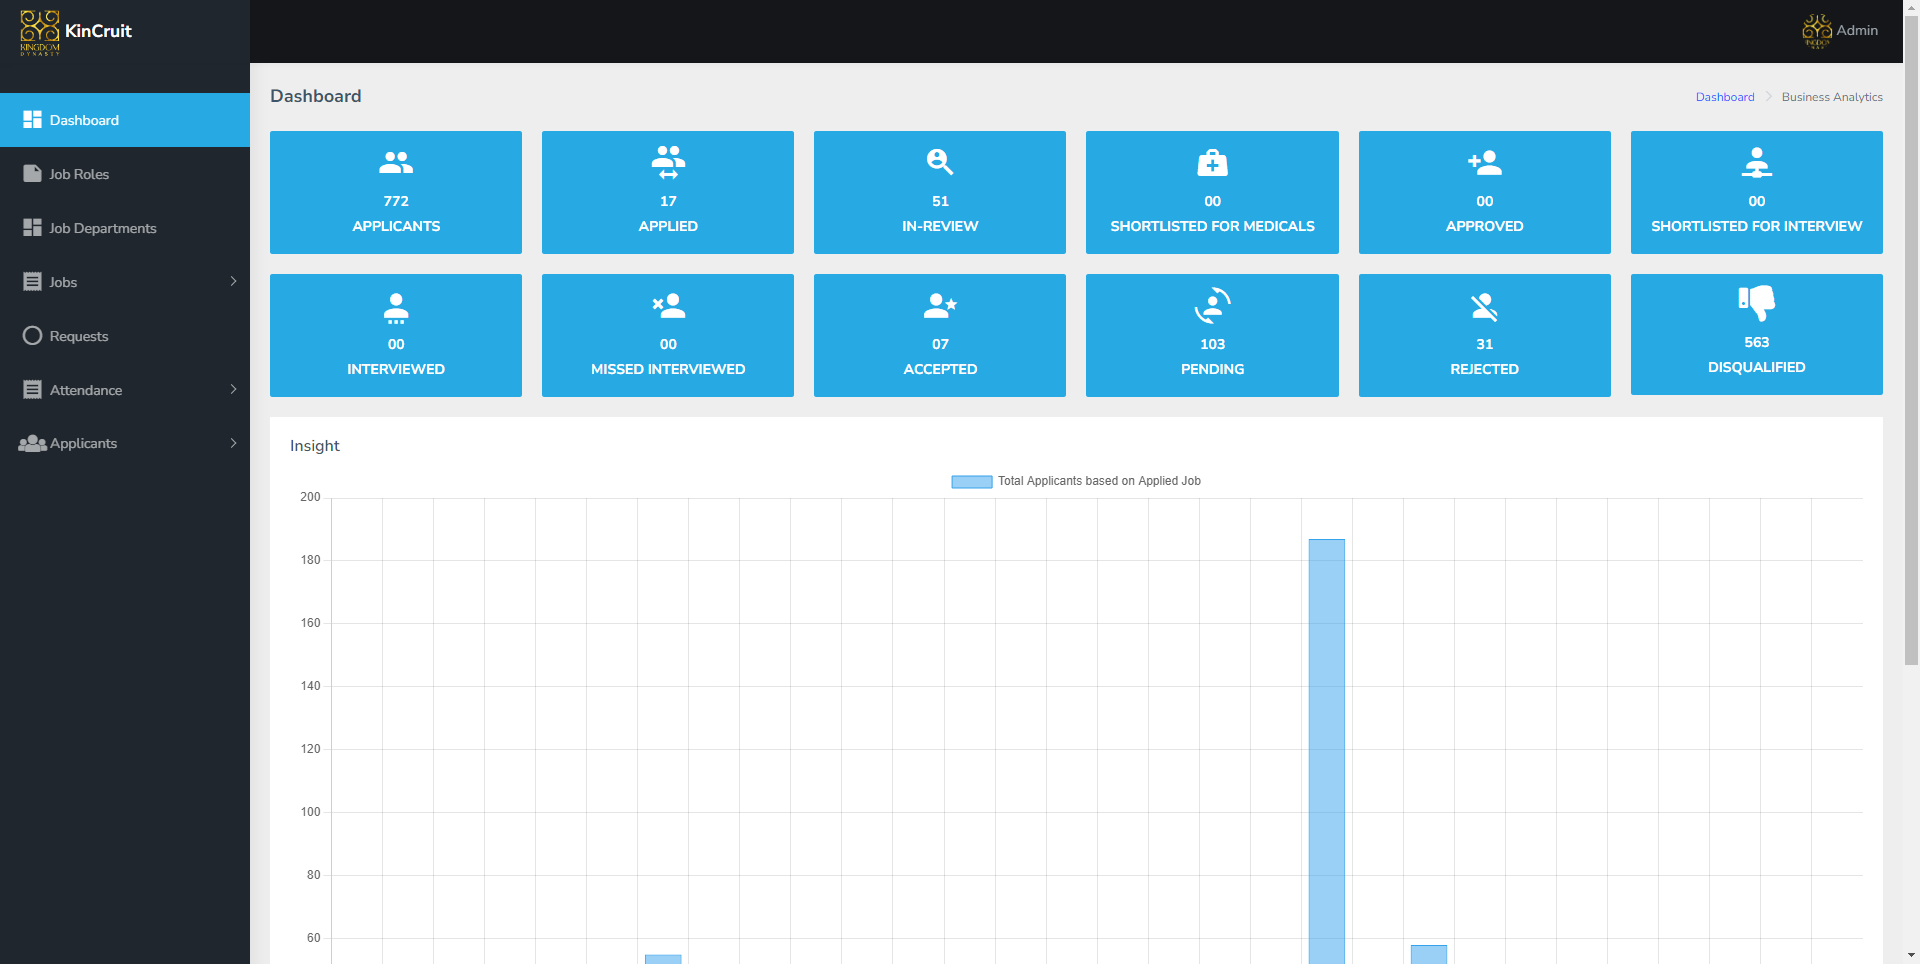 KINGDOM
DYNASTY
KinCruit
Admin
Dashboard
Job Roles
Job Departments
Jobs
Requests
Attendance
Applicants
Dashboard
Dashboard
Business Analytics
772
APPLICANTS
17
APPLIED
51
IN-REVIEW
00
SHORTLISTED FOR MEDICALS
00
APPROVED
00
SHORTLISTED FOR INTERVIEW
00
INTERVIEWED
00
MISSED INTERVIEWED
07
ACCEPTED
103
PENDING
31
REJECTED
563
DISQUALIFIED
Insight
Total Applicants based on Applied Job
200
180
160
140
120
100
80
60